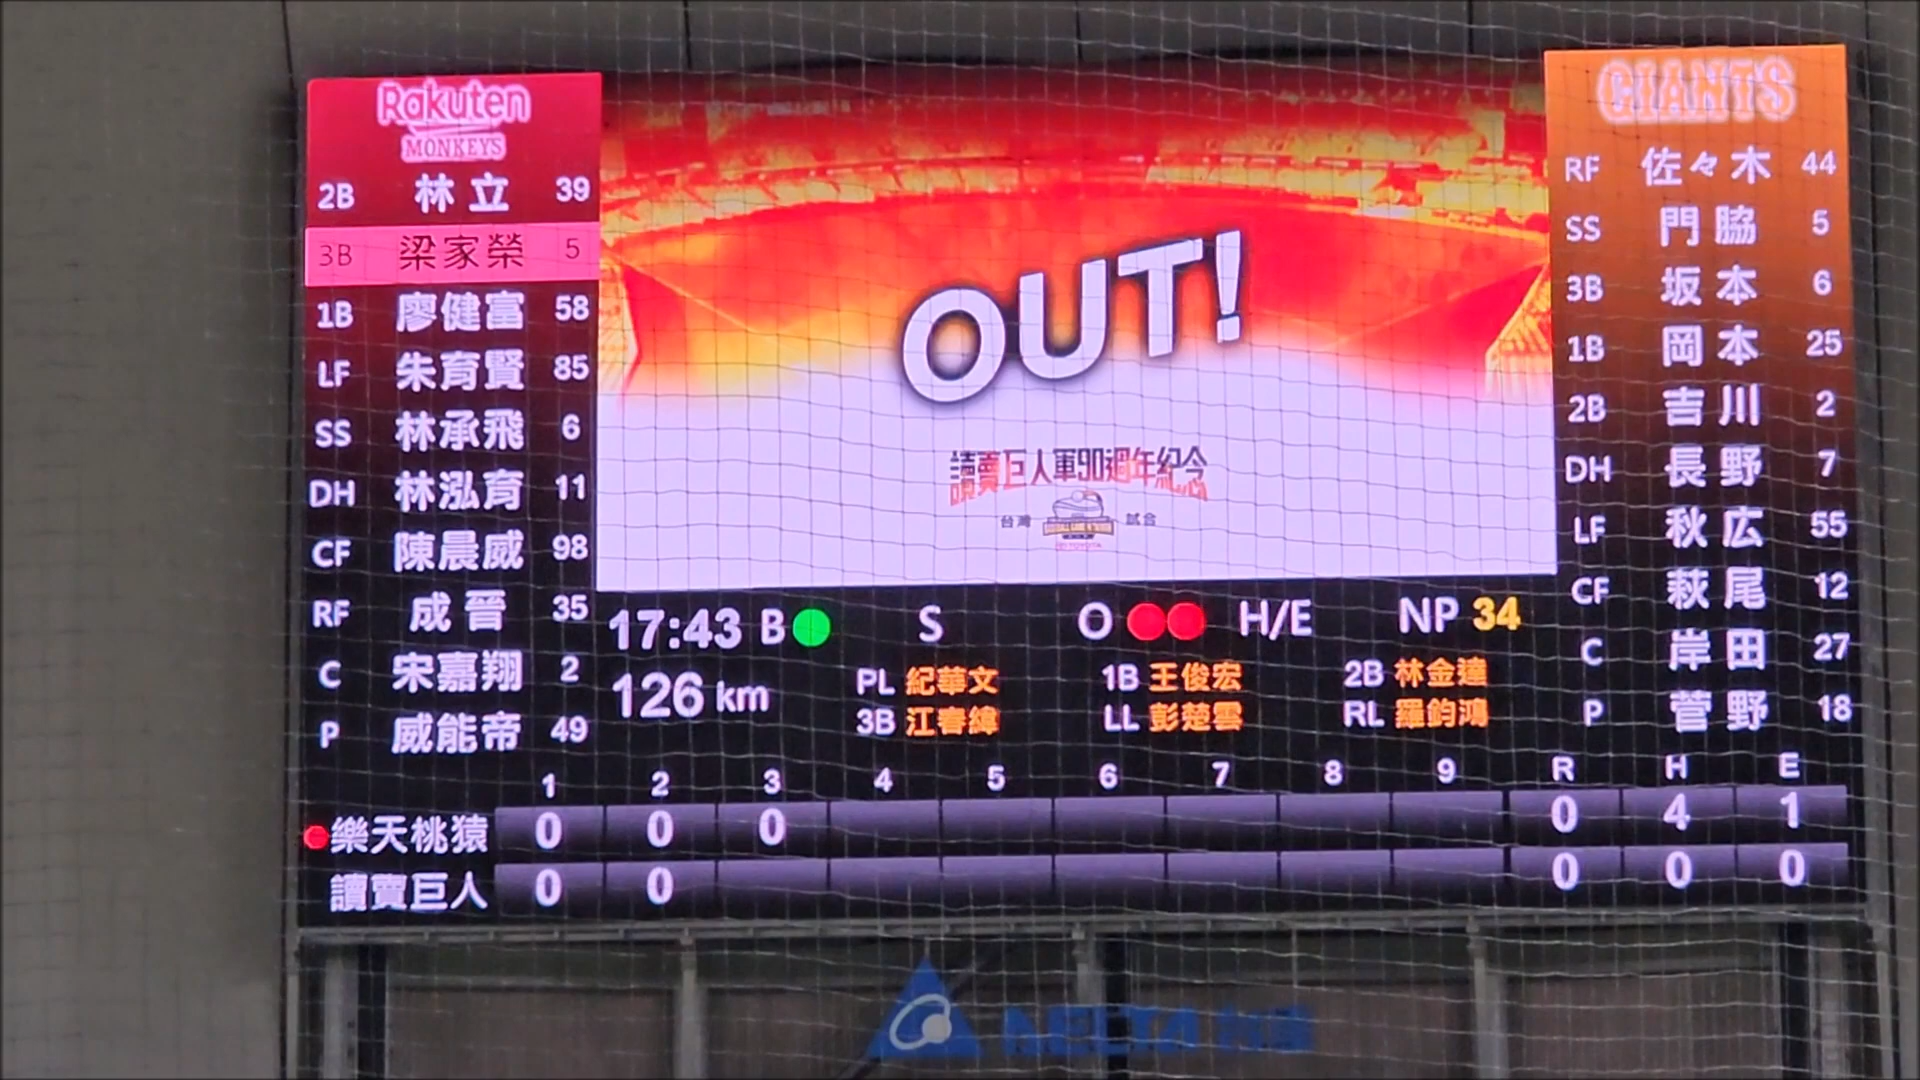 Rakuten
MONKEYS
2B 林立 39
3B 梁家榮 5
1B 廖健富 58
LF 朱育賢 85
SS 林承飛 6
DH 林泓育 11
CF 陳晨威 98
RF 成晉 35
C 宋嘉翔 2
P 威能帝 49
OUT!
讀賣巨人軍90週年紀念
台灣 試合
GIANTS
RF 佐々木 44
SS 門脇 5
3B 坂本 6
1B 岡本 25
2B 吉川 2
DH 長野 7
LF 秋広 55
CF 萩尾 12
C 岸田 27
P 菅野 18
17:43 B S O H/E NP 34
126 km
PL 紀華文 1B 王俊宏 2B 林金達
3B 江春緯 LL 彭楚雲 RL 羅鈞鴻
1 2 3 4 5 6 7 8 9 R H E
樂天桃猿 0 0 0 0 4 1
讀賣巨人 0 0 0 0 0
DELTA